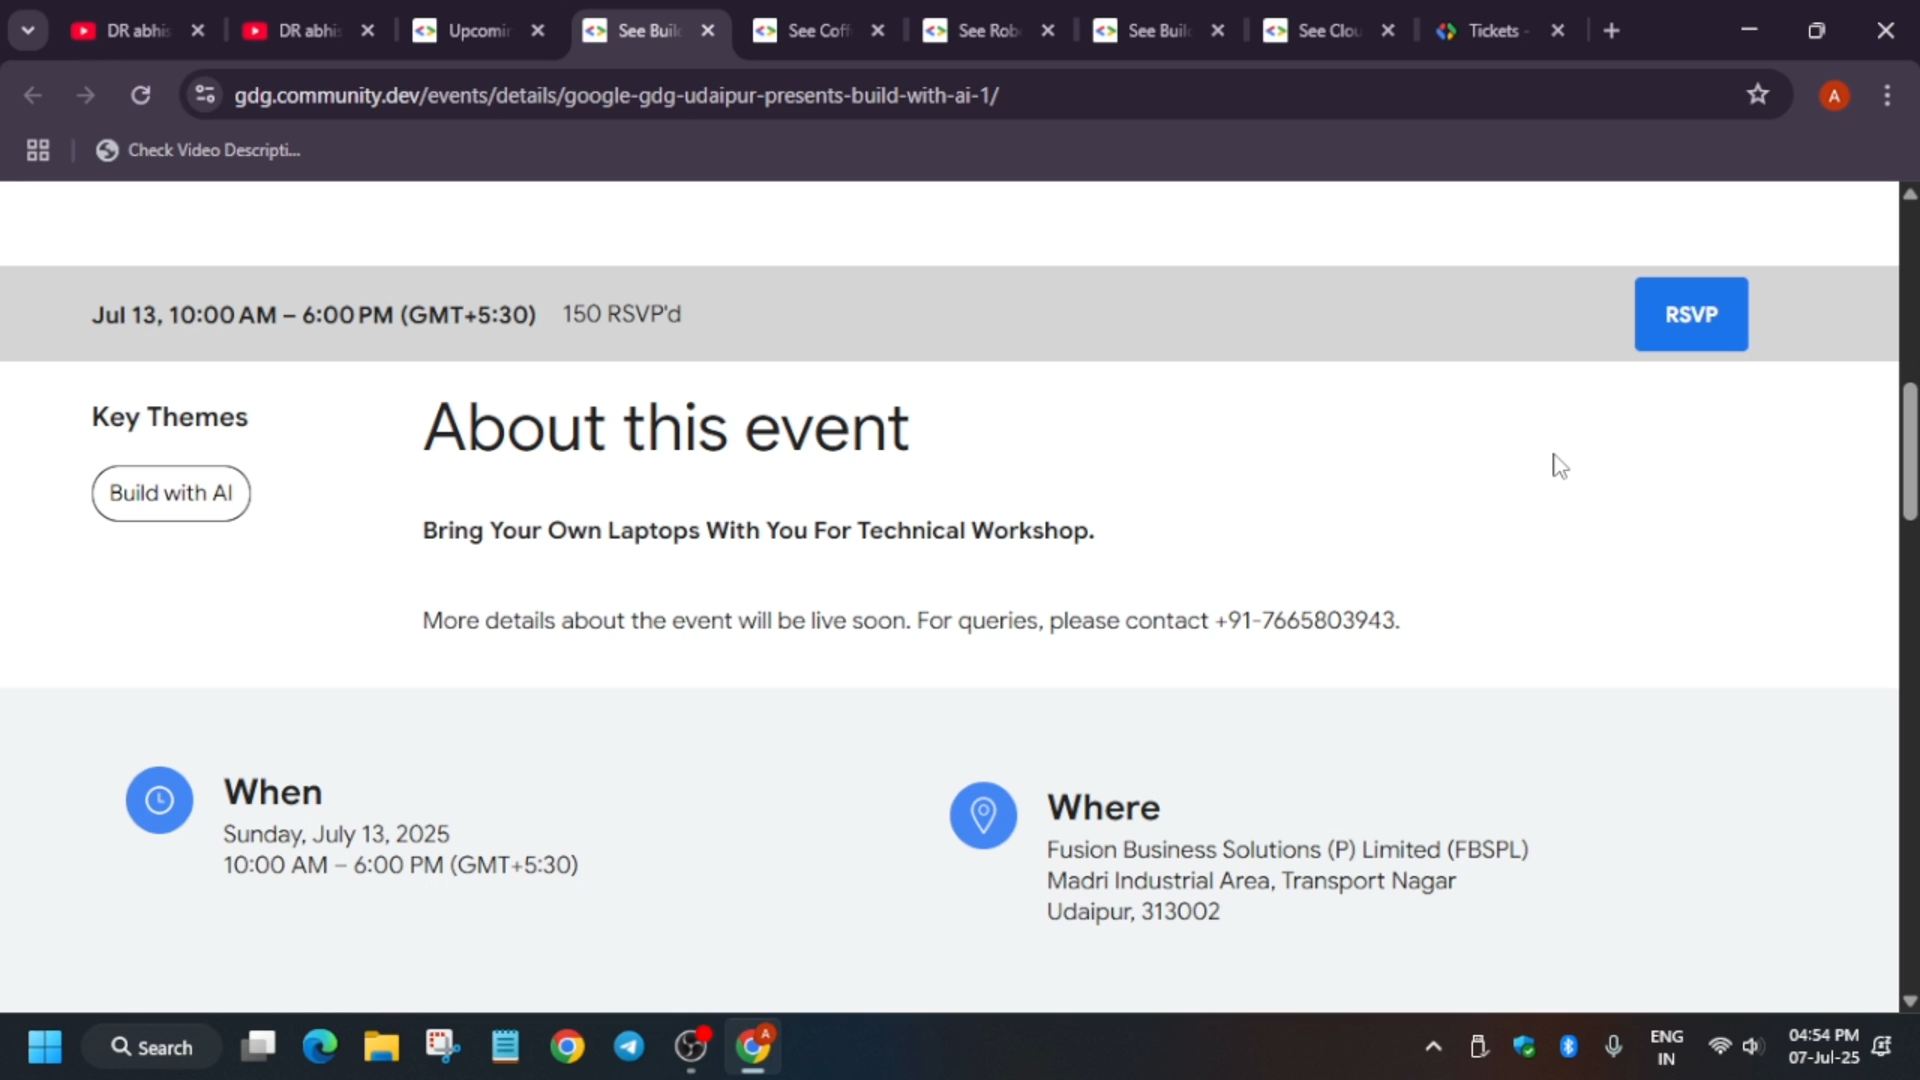 DR abhis
DR abhis
Upcomin
See Build
See Coff
See Rob
See Build
See Clou
Tickets -
gdg.community.dev/events/details/google-gdg-udaipur-presents-build-with-ai-1/
A
Check Video Descripti...
Jul 13, 10:00 AM – 6:00 PM (GMT+5:30) 150 RSVP'd
RSVP
Key Themes
Build with AI
About this event
Bring Your Own Laptops With You For Technical Workshop.
More details about the event will be live soon. For queries, please contact +91-7665803943.
When
Sunday, July 13, 2025
10:00 AM – 6:00 PM (GMT+5:30)
Where
Fusion Business Solutions (P) Limited (FBSPL)
Madri Industrial Area, Transport Nagar
Udaipur, 313002
Search
A
ENG
IN
04:54 PM
07-Jul-25